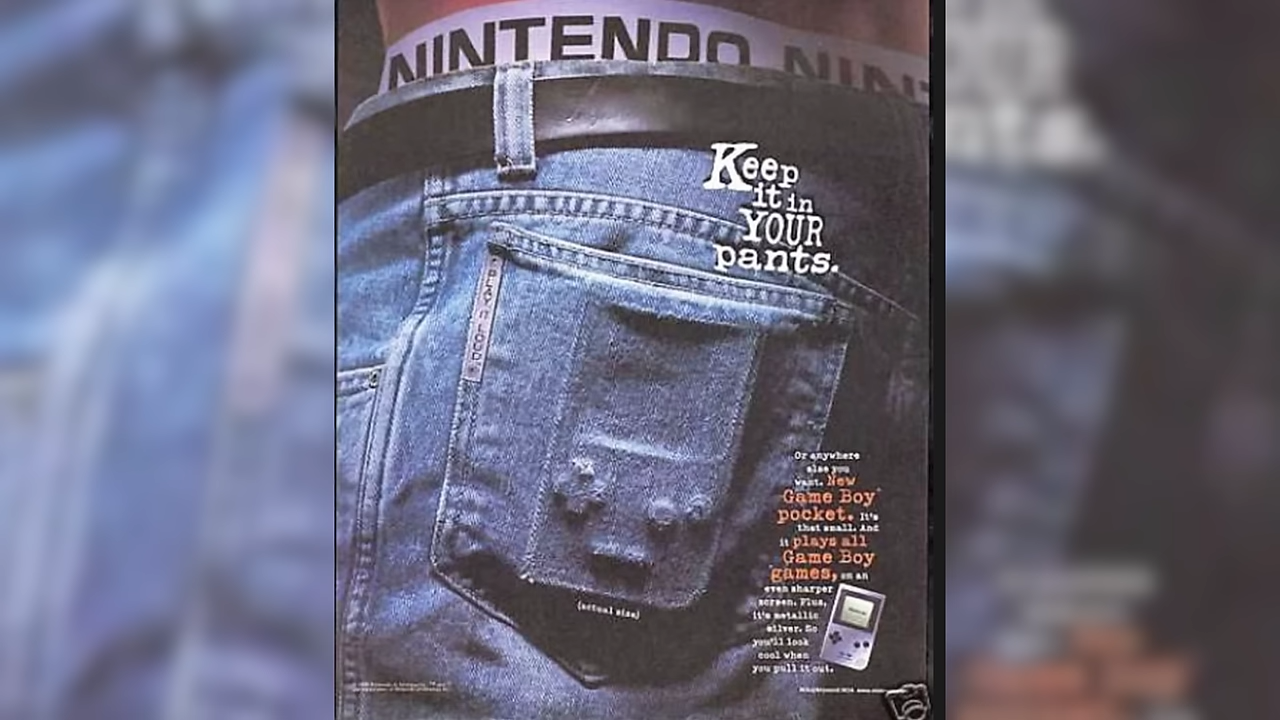 NINTENDO NINT
Keep
it in
YOUR
pants.
PLAY IT LOUD
Or anywhere
else you
want. New
Game Boy
pocket. It's
that small. And
it plays all
Game Boy
games, on an
even sharper
screen. Plus,
it's metallic
silver. So
you'll look
cool when
you pull it out.
(actual size)